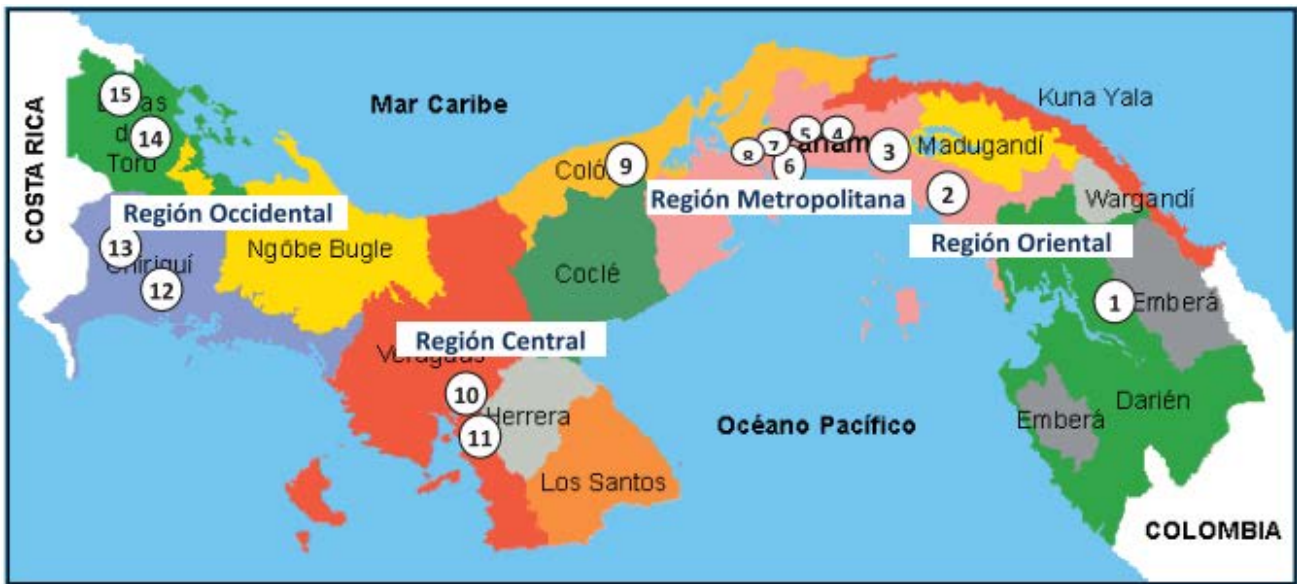 COSTA RICA
15
14
Toro
Mar Caribe
Kuna Yala
9
8
7
5
4
6
3
Madugandí
2
Wargandí
Región Occidental
Región Metropolitana
Región Oriental
13
12
Ngöbe Bugle
Coclé
1
Emberá
Región Central
10
Herrera
11
Los Santos
Océano Pacífico
Emberá
Darién
COLOMBIA